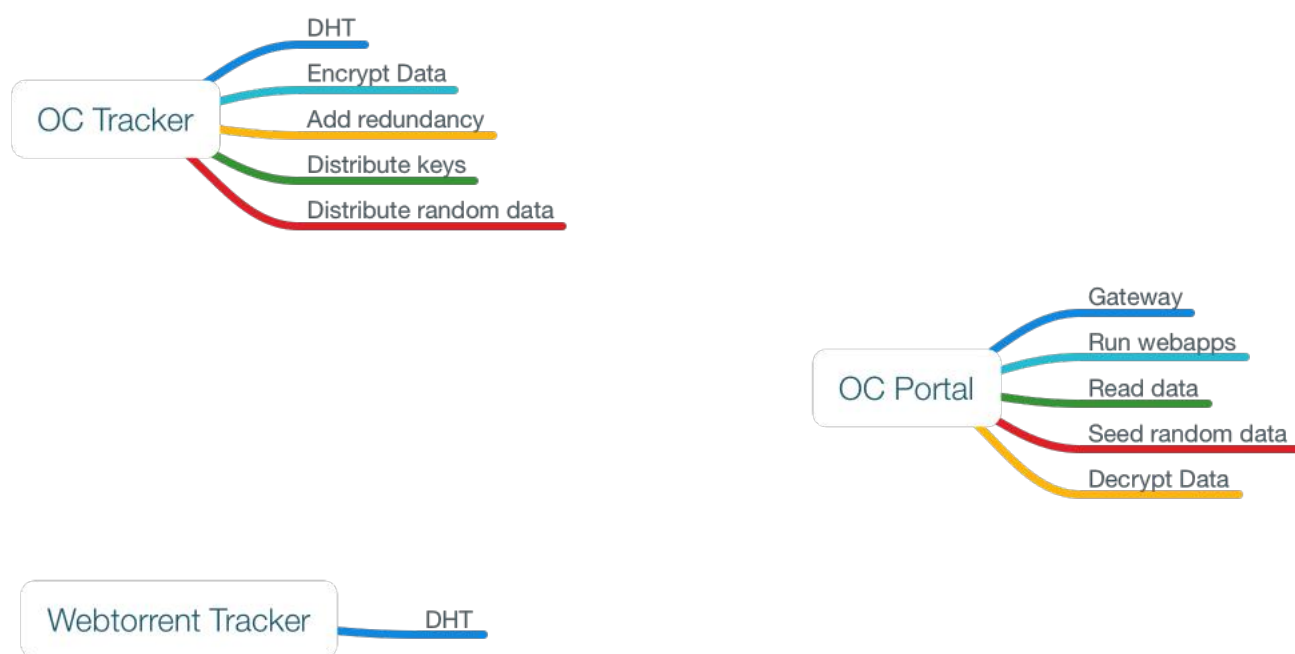 OC Tracker
DHT
Encrypt Data
Add redundancy
Distribute keys
Distribute random data
OC Portal
Gateway
Run webapps
Read data
Seed random data
Decrypt Data
Webtorrent Tracker
DHT